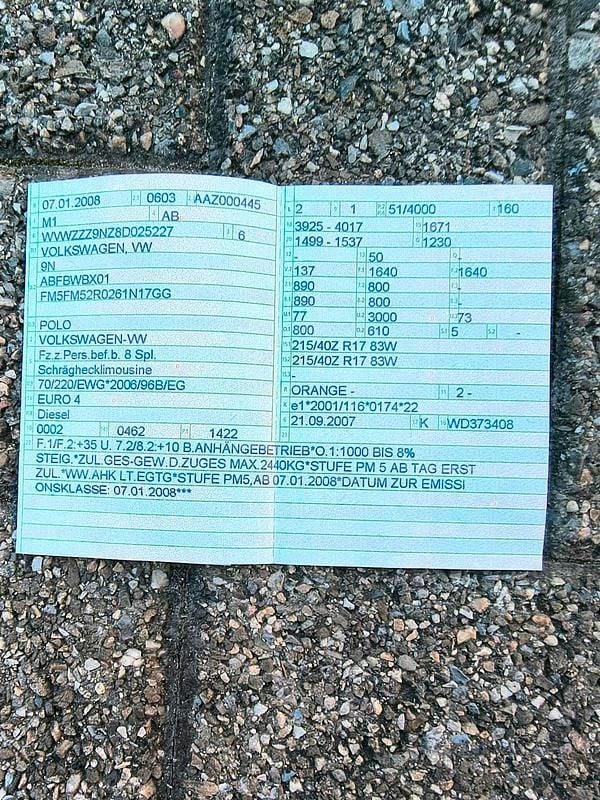 07.01.2008 0603 AAZ000445
M1 AB
WVWZZZ9NZ8D025227 6
VOLKSWAGEN, VW
9N
ABFBWBX01
FM5FM52R0261N17GG
POLO
VOLKSWAGEN-VW
Fz.z.Pers.bef.b. 8 Spl.
Schräghecklimousine
70/220/EWG*2006/96B/EG
EURO 4
Diesel
0002 0462 1422
2 1 51/4000 160
3925 - 4017 1671
1499 - 1537 1230
- 50 -
137 1640 1640
890 800 -
890 800 -
77 3000 73
800 610 5 -
215/40Z R17 83W
215/40Z R17 83W
-
ORANGE - 2 -
e1*2001/116*0174*22
21.09.2007 K WD373408
F.1/F.2:+35 U. 7.2/8.2:+10 B.ANHÄNGEBETRIEB*O.1:1000 BIS 8%
STEIG.*ZUL.GES-GEW.D.ZUGES MAX.2440KG*STUFE PM 5 AB TAG ERST
ZUL.*WW.AHK LT.EGTG*STUFE PM5,AB 07.01.2008*DATUM ZUR EMISSI
ONSKLASSE: 07.01.2008***